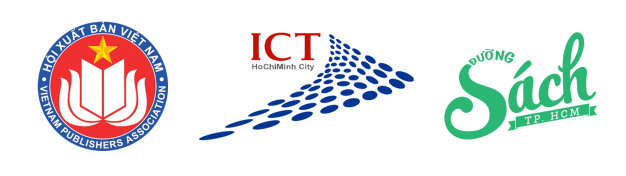 HỘI XUẤT BẢN VIỆT NAM
VIETNAM PUBLISHERS ASSOCIATION
ICT
HoChiMinh City
ĐƯỜNG
Sách
TP. HCM